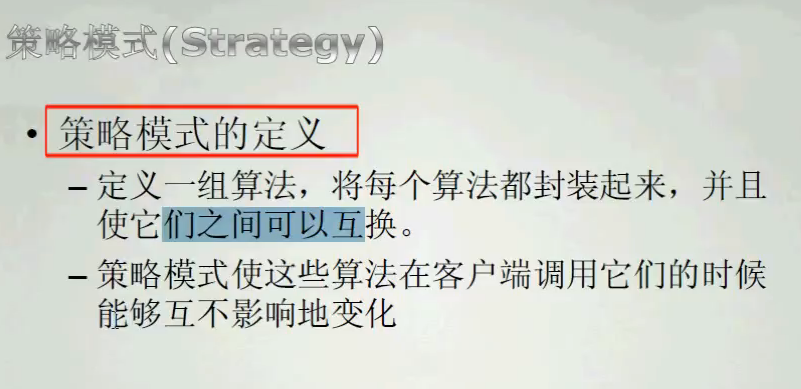 策略模式(Strategy)
• 策略模式的定义
– 定义一组算法，将每个算法都封装起来，并且
使它们之间可以互换。
– 策略模式使这些算法在客户端调用它们的时候
能够互不影响地变化